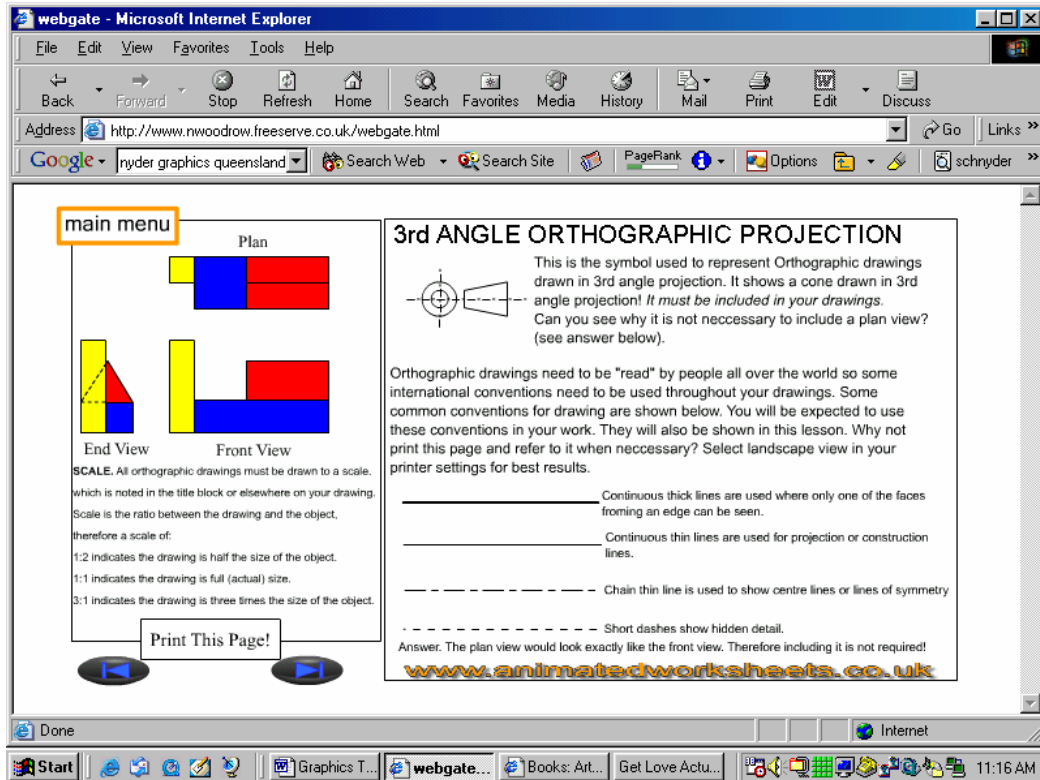 webgate - Microsoft Internet Explorer
File Edit View Favorites Tools Help
Back Forward Stop Refresh Home Search Favorites Media History Mail Print Edit Discuss
Address http://www.nwoodrow.freeserve.co.uk/webgate.html Go Links »
Google nyder graphics queensland Search Web Search Site PageRank Options schnyder »
main menu
Plan
End View Front View
SCALE. All orthographic drawings must be drawn to a scale.
which is noted in the title block or elsewhere on your drawing.
Scale is the ratio between the drawing and the object,
therefore a scale of:
1:2 indicates the drawing is half the size of the object.
1:1 indicates the drawing is full (actual) size.
3:1 indicates the drawing is three times the size of the object.
Print This Page!
3rd ANGLE ORTHOGRAPHIC PROJECTION
This is the symbol used to represent Orthographic drawings
drawn in 3rd angle projection. It shows a cone drawn in 3rd
angle projection! It must be included in your drawings.
Can you see why it is not neccessary to include a plan view?
(see answer below).
Orthographic drawings need to be "read" by people all over the world so some
international conventions need to be used throughout your drawings. Some
common conventions for drawing are shown below. You will be expected to use
these conventions in your work. They will also be shown in this lesson. Why not
print this page and refer to it when neccessary? Select landscape view in your
printer settings for best results.
Continuous thick lines are used where only one of the faces
froming an edge can be seen.
Continuous thin lines are used for projection or construction
lines.
Chain thin line is used to show centre lines or lines of symmetry
Short dashes show hidden detail.
Answer. The plan view would look exactly like the front view. Therefore including it is not required!
www.animatedworksheets.co.uk
Done Internet
Start Graphics T... webgate... Books: Art... Get Love Actu... 11:16 AM